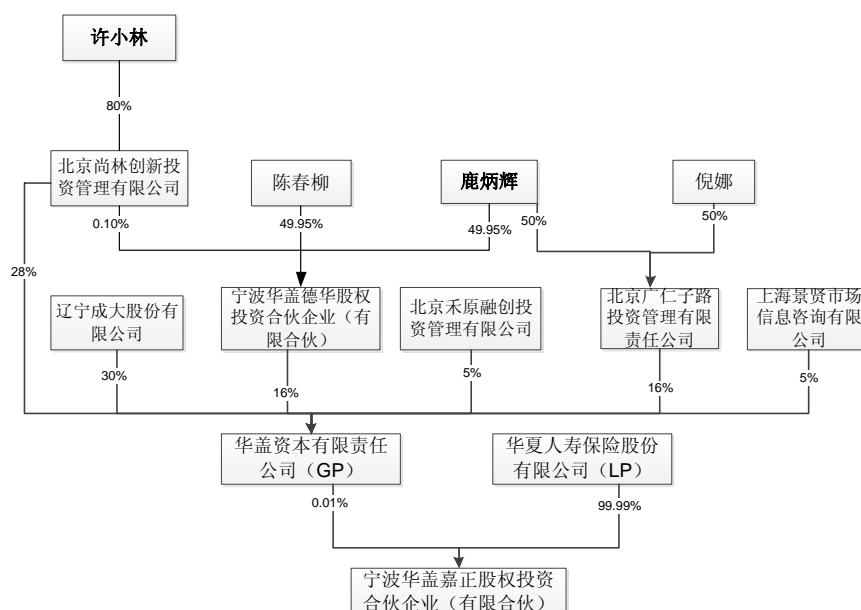 许小林
80%
北京尚林创新投
资管理有限公司
陈春柳
鹿炳辉
倪娜
0.10%
49.95%
49.95%
50%
50%
28%
辽宁成大股份有
限公司
宁波华盖德华股权
投资合伙企业（有
限合伙）
北京禾原融创投
资管理有限公司
北京广仁子路
投资管理有限
责任公司
上海景贤市场
信息咨询有限
公司
30%
16%
5%
16%
5%
华盖资本有限责任
公司（GP）
华夏人寿保险股份
有限公司（LP）
0.01%
99.99%
宁波华盖嘉正股权投资
合伙企业（有限合伙）